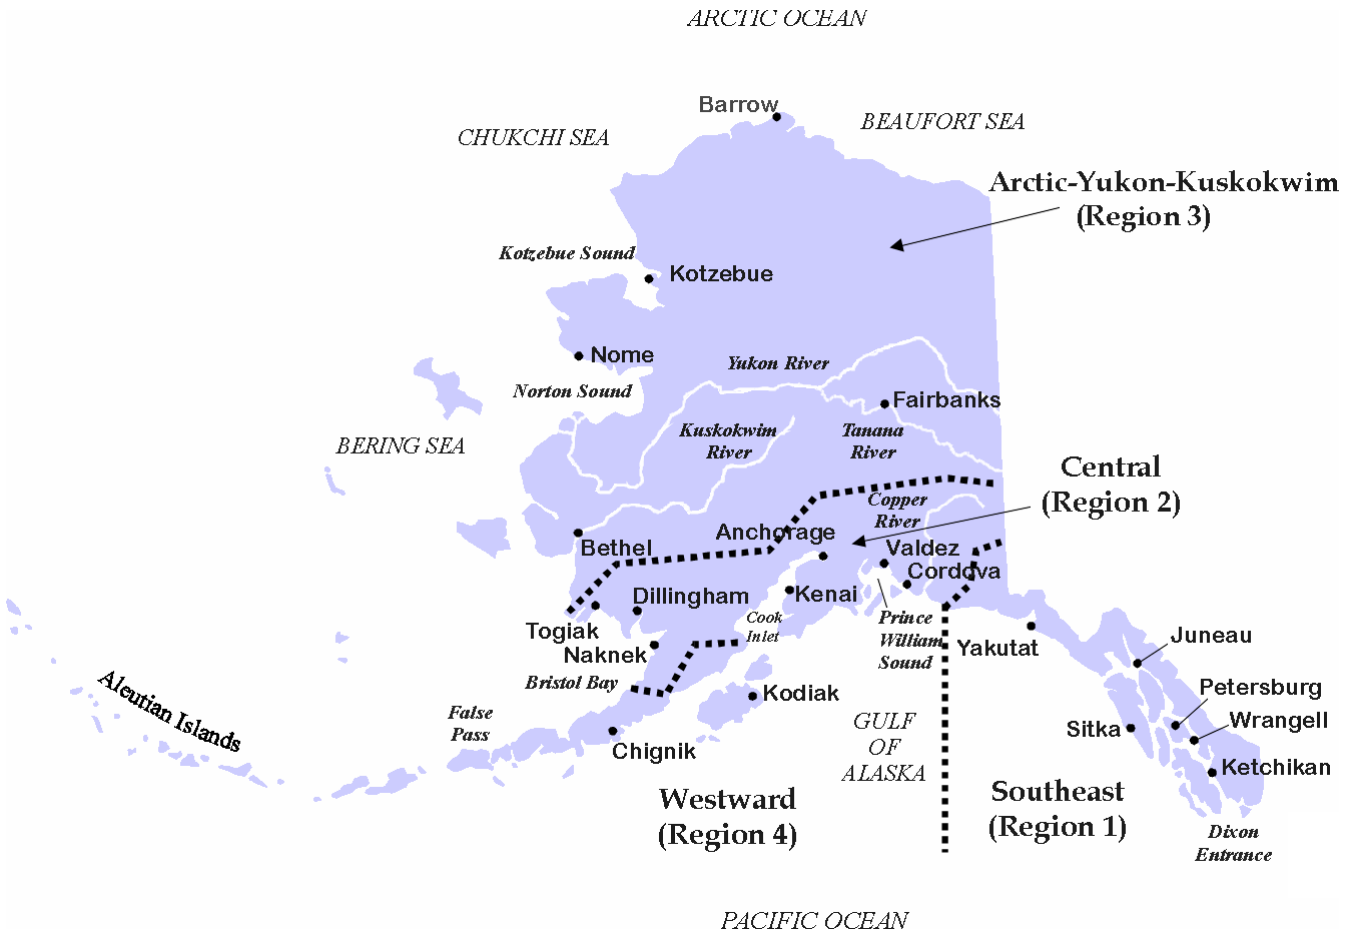 ARCTIC OCEAN
Barrow
BEAUFORT SEA
CHUKCHI SEA
Arctic-Yukon-Kuskokwim
(Region 3)
Kotzebue Sound
Kotzebue
Nome
Yukon River
Norton Sound
Fairbanks
Kuskokwim
River
Tanana
River
BERING SEA
Central
(Region 2)
Copper
River
Anchorage
Bethel
Valdez
Cordova
Dillingham
Kenai
Togiak
Cook
Inlet
Prince
William
Sound
Naknek
Yakutat
Juneau
Bristol Bay
Kodiak
Petersburg
Aleutian Islands
False
Pass
GULF
OF
ALASKA
Sitka
Wrangell
Chignik
Ketchikan
Westward
(Region 4)
Southeast
(Region 1)
Dixon
Entrance
PACIFIC OCEAN